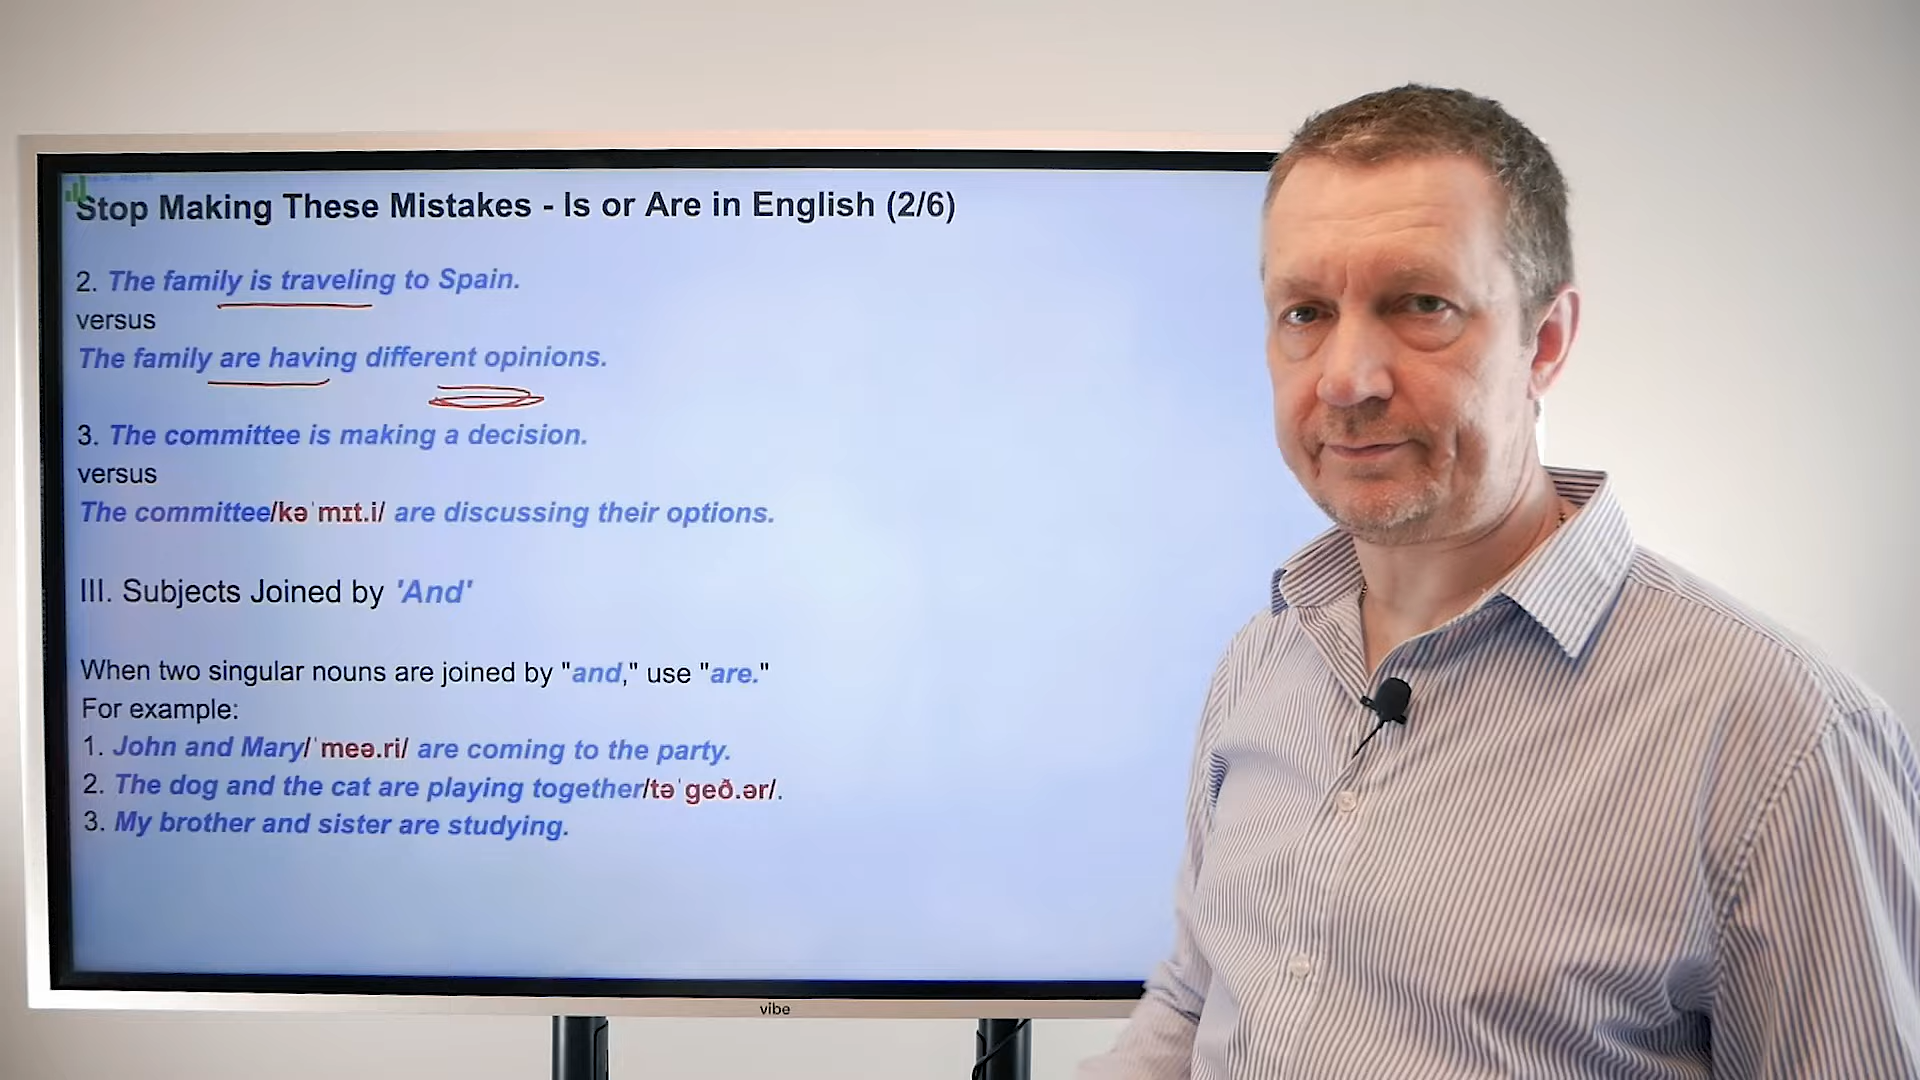 Stop Making These Mistakes - Is or Are in English (2/6)
2. The family is traveling to Spain.
versus
The family are having different opinions.
3. The committee is making a decision.
versus
The committee/kəˈmɪt.i/ are discussing their options.
III. Subjects Joined by 'And'
When two singular nouns are joined by "and," use "are."
For example:
1. John and Mary/ˈmeə.ri/ are coming to the party.
2. The dog and the cat are playing together/təˈɡeð.ər/.
3. My brother and sister are studying.
vibe